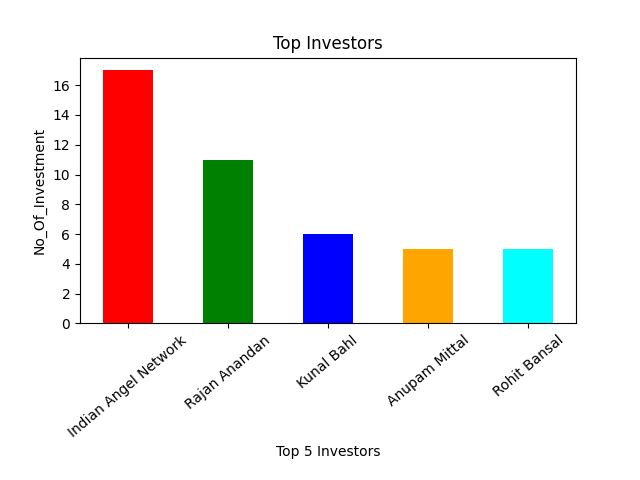 Top Investors
No_Of_Investment
16
14
12
10
8
6
4
2
0
Indian Angel Network
Rajan Anandan
Kunal Bahl
Anupam Mittal
Rohit Bansal
Top 5 Investors